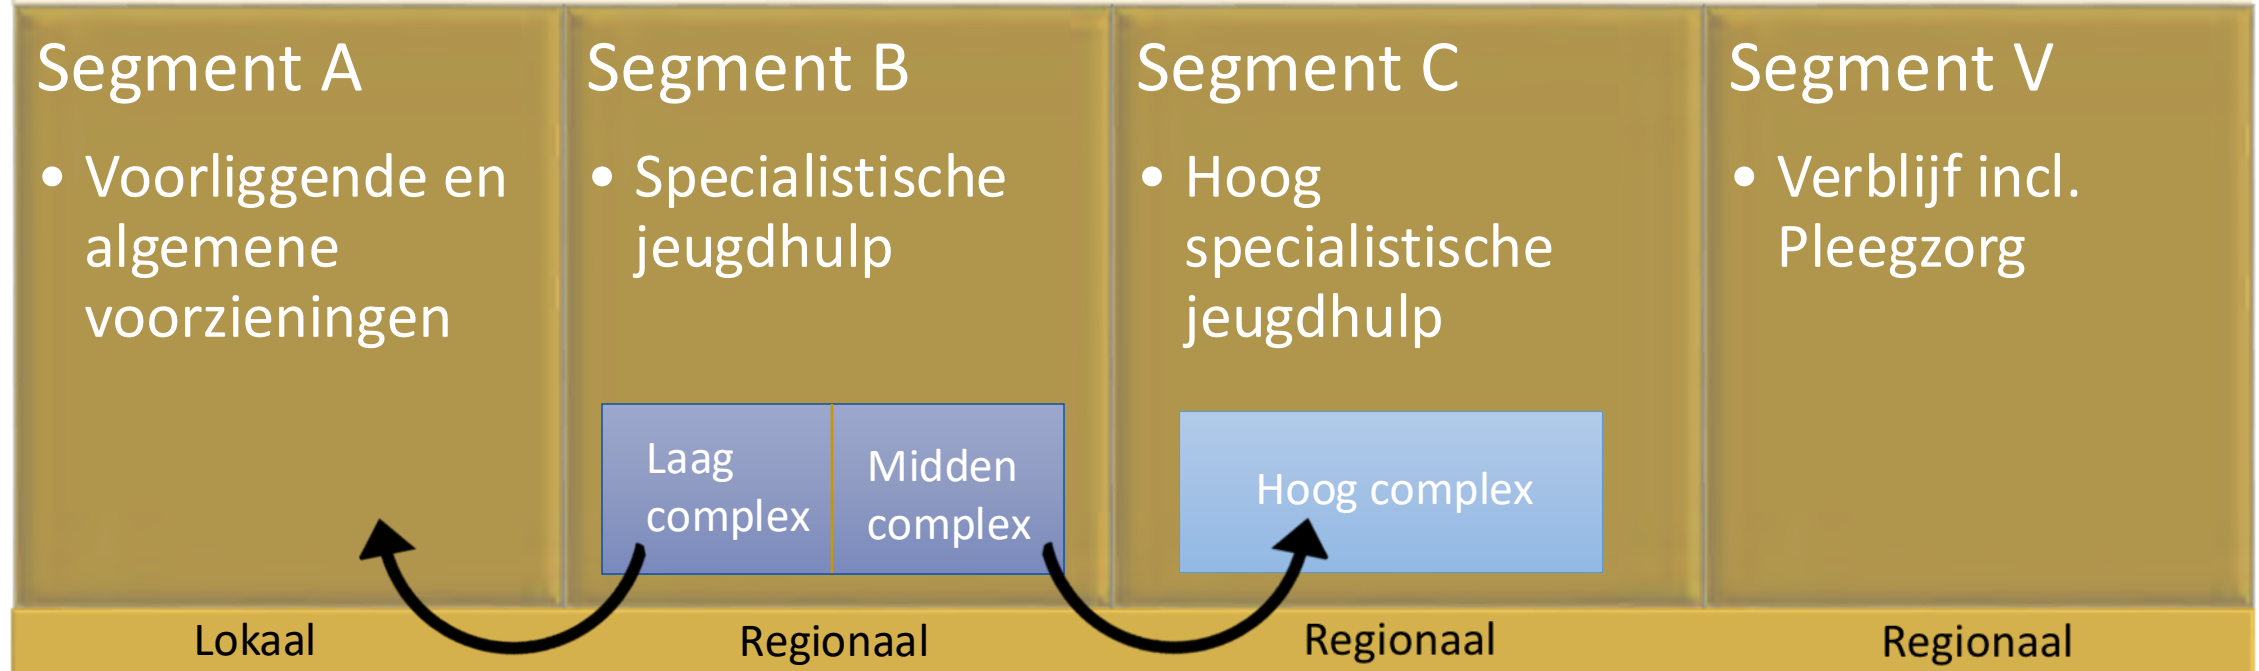 Segment A
• Voorliggende en
algemene
voorzieningen
Lokaal
Segment B
• Specialistische
jeugdhulp
Laag
complex
Midden
complex
Regionaal
Segment C
• Hoog
specialistische
jeugdhulp
Hoog complex
Regionaal
Segment V
• Verblijf incl.
Pleegzorg
Regionaal